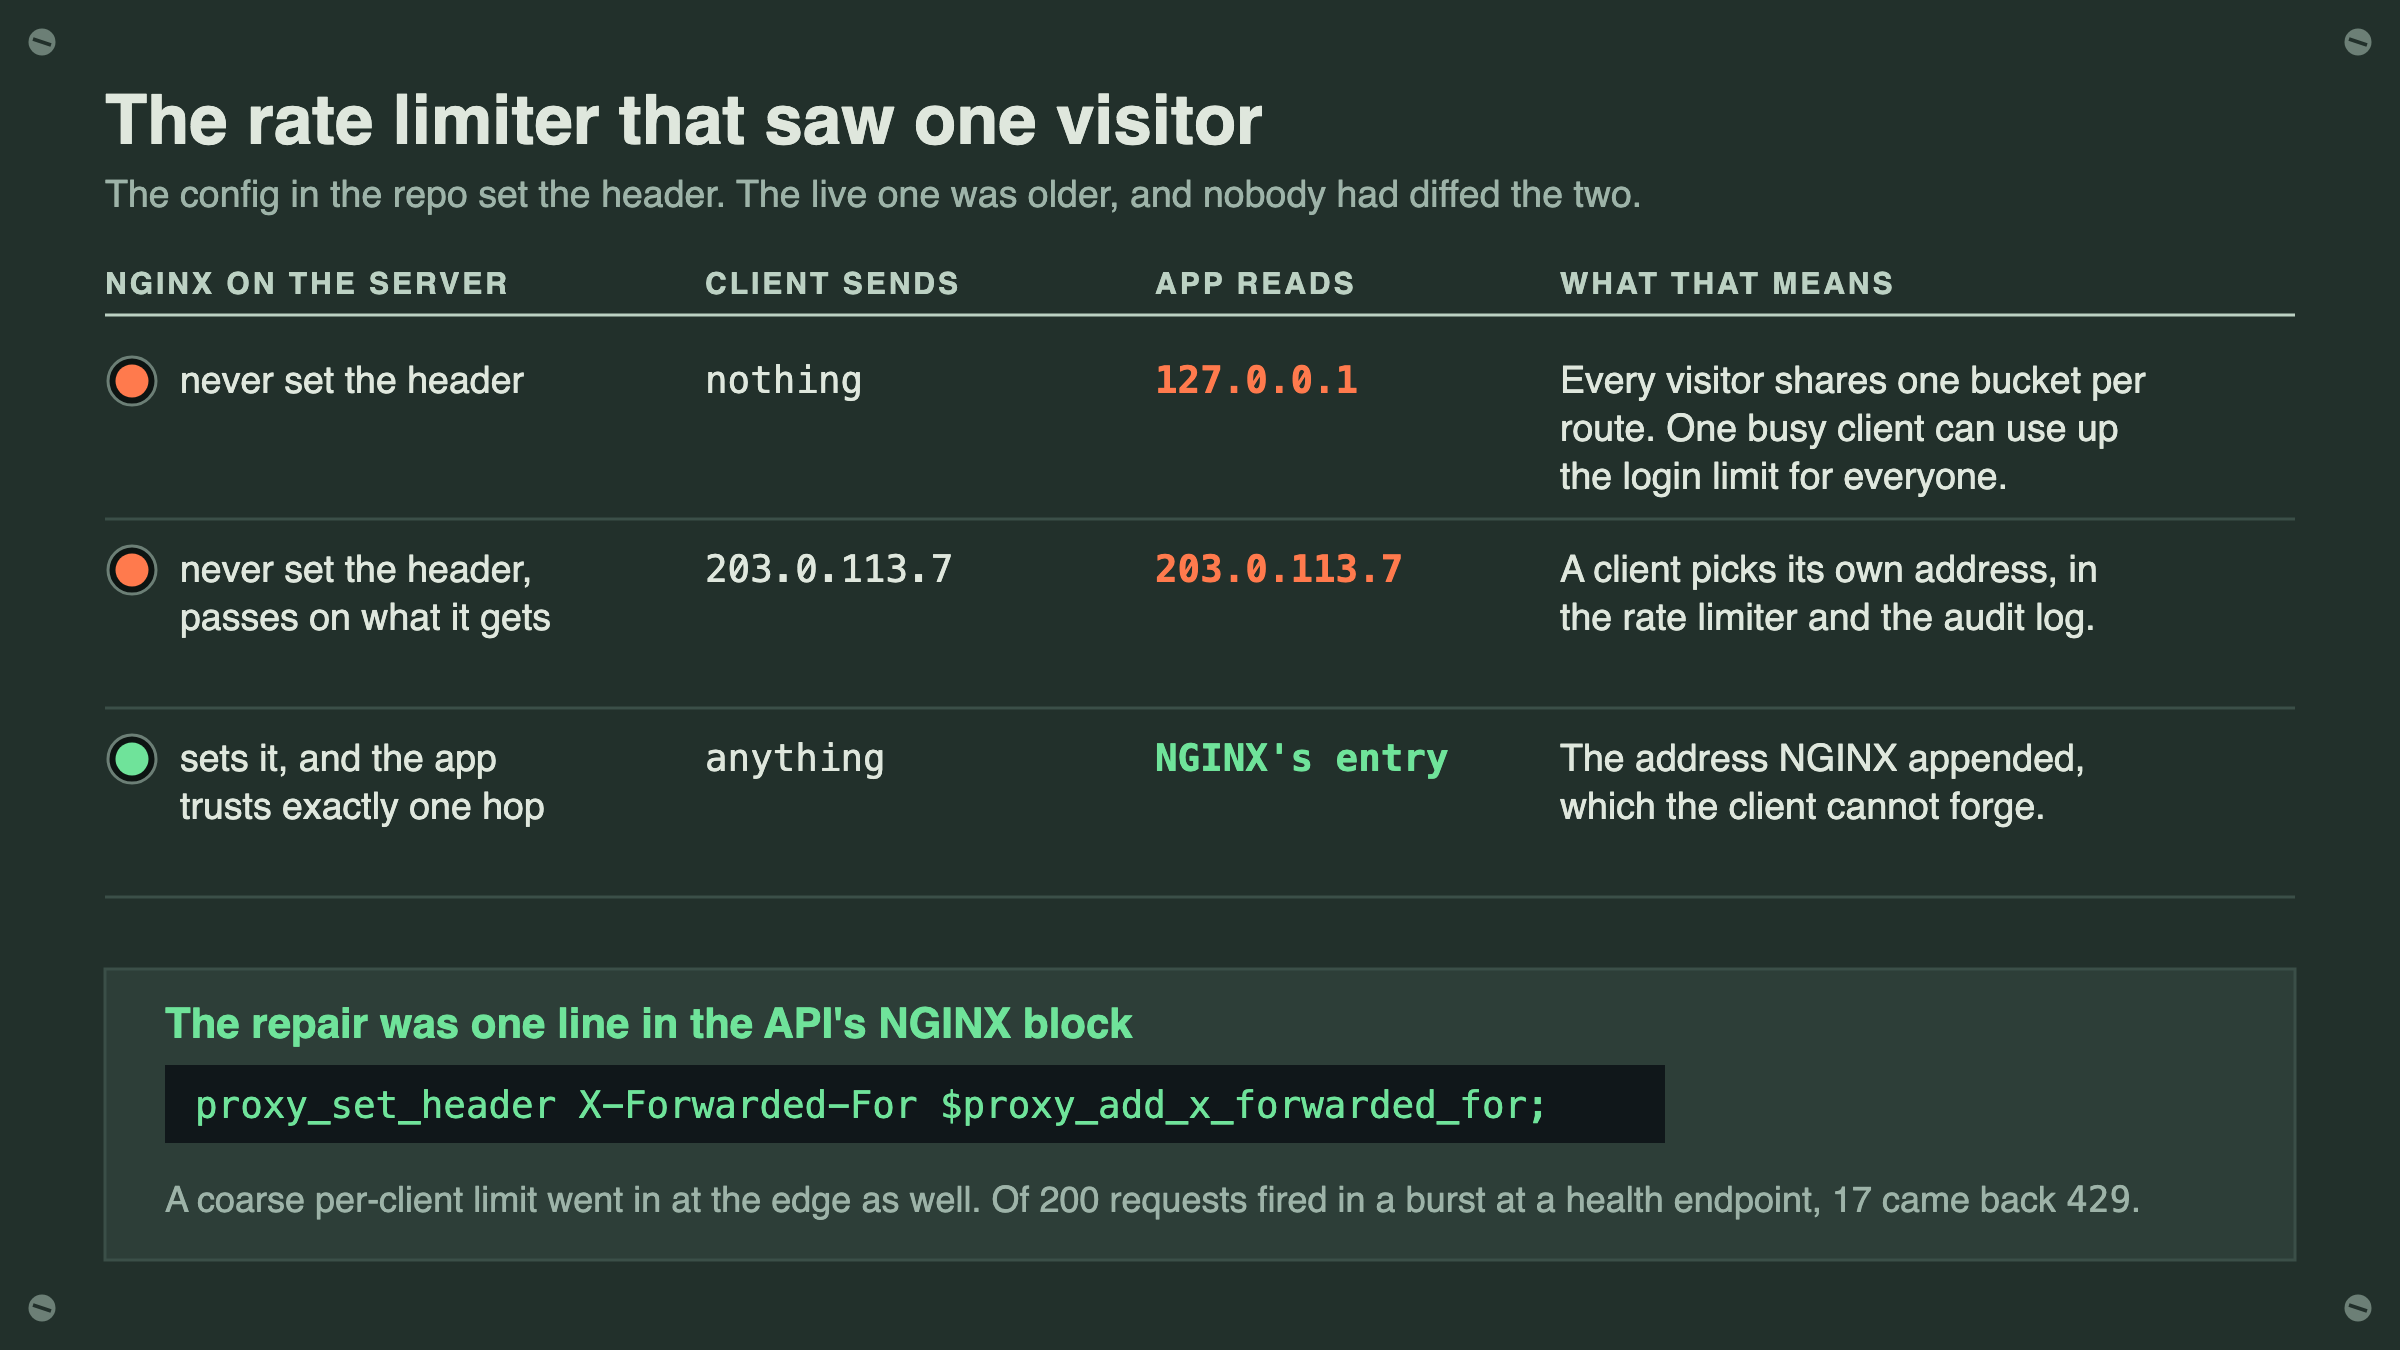 The rate limiter that saw one visitor
The config in the repo set the header. The live one was older, and nobody had diffed the two.
NGINX ON THE SERVER
CLIENT SENDS
APP READS
WHAT THAT MEANS
never set the header
nothing
127.0.0.1
Every visitor shares one bucket per
route. One busy client can use up
the login limit for everyone.
never set the header,
passes on what it gets
203.0.113.7
203.0.113.7
A client picks its own address, in
the rate limiter and the audit log.
sets it, and the app
trusts exactly one hop
anything
NGINX's entry
The address NGINX appended,
which the client cannot forge.
The repair was one line in the API's NGINX block
proxy_set_header X-Forwarded-For $proxy_add_x_forwarded_for;
A coarse per-client limit went in at the edge as well. Of 200 requests fired in a burst at a health endpoint, 17 came back 429.